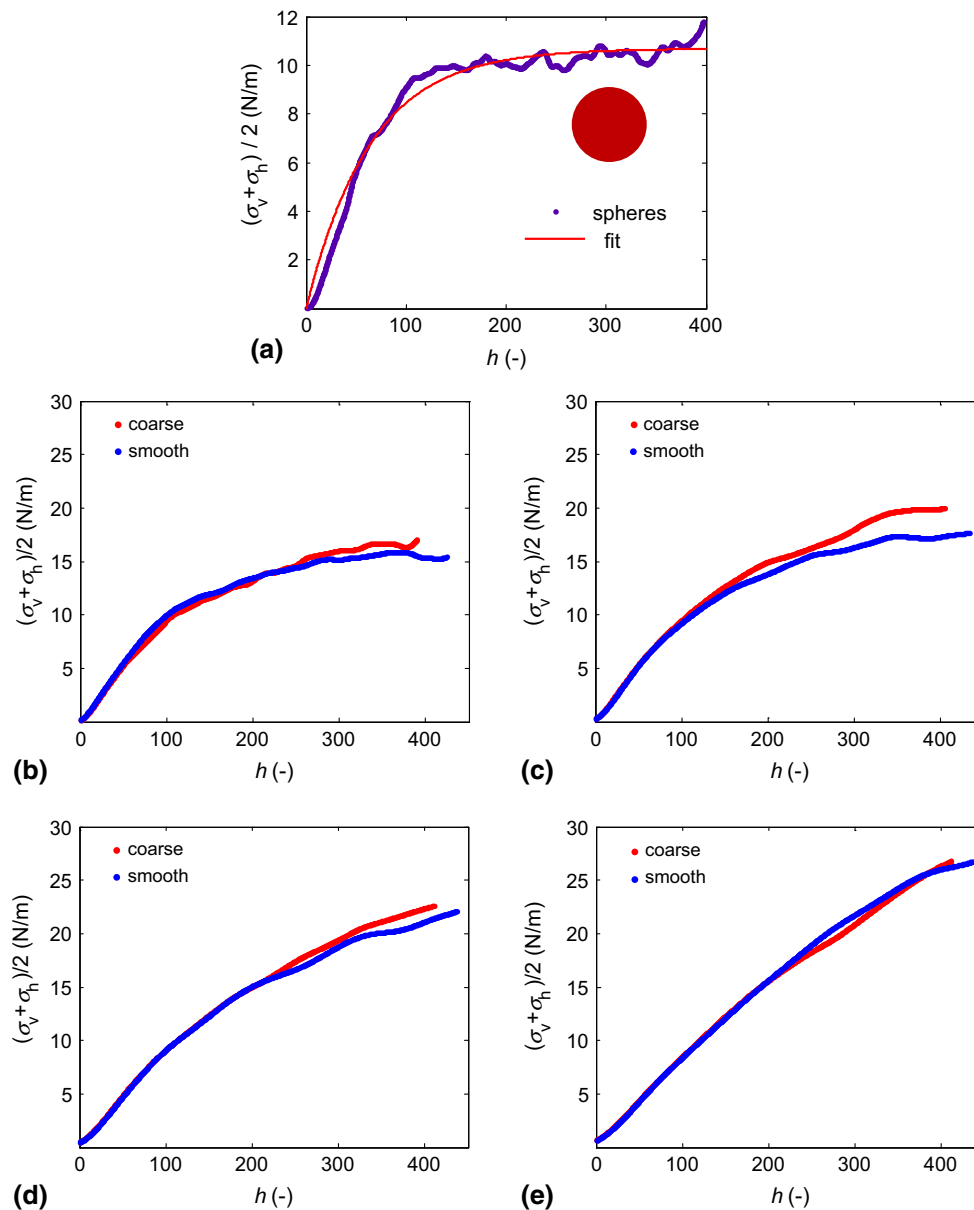 12
10
8
6
4
2
(σv+σh) / 2 (N/m)
spheres
fit
0 100 200 300 400
(a) h (-)
30
25
20
15
10
5
(σv+σh)/2 (N/m)
coarse
smooth
0 100 200 300 400
(b) h (-)
30
25
20
15
10
5
(σv+σh)/2 (N/m)
coarse
smooth
0 100 200 300 400
(c) h (-)
30
25
20
15
10
5
(σv+σh)/2 (N/m)
coarse
smooth
0 100 200 300 400
(d) h (-)
30
25
20
15
10
5
(σv+σh)/2 (N/m)
coarse
smooth
0 100 200 300 400
(e) h (-)